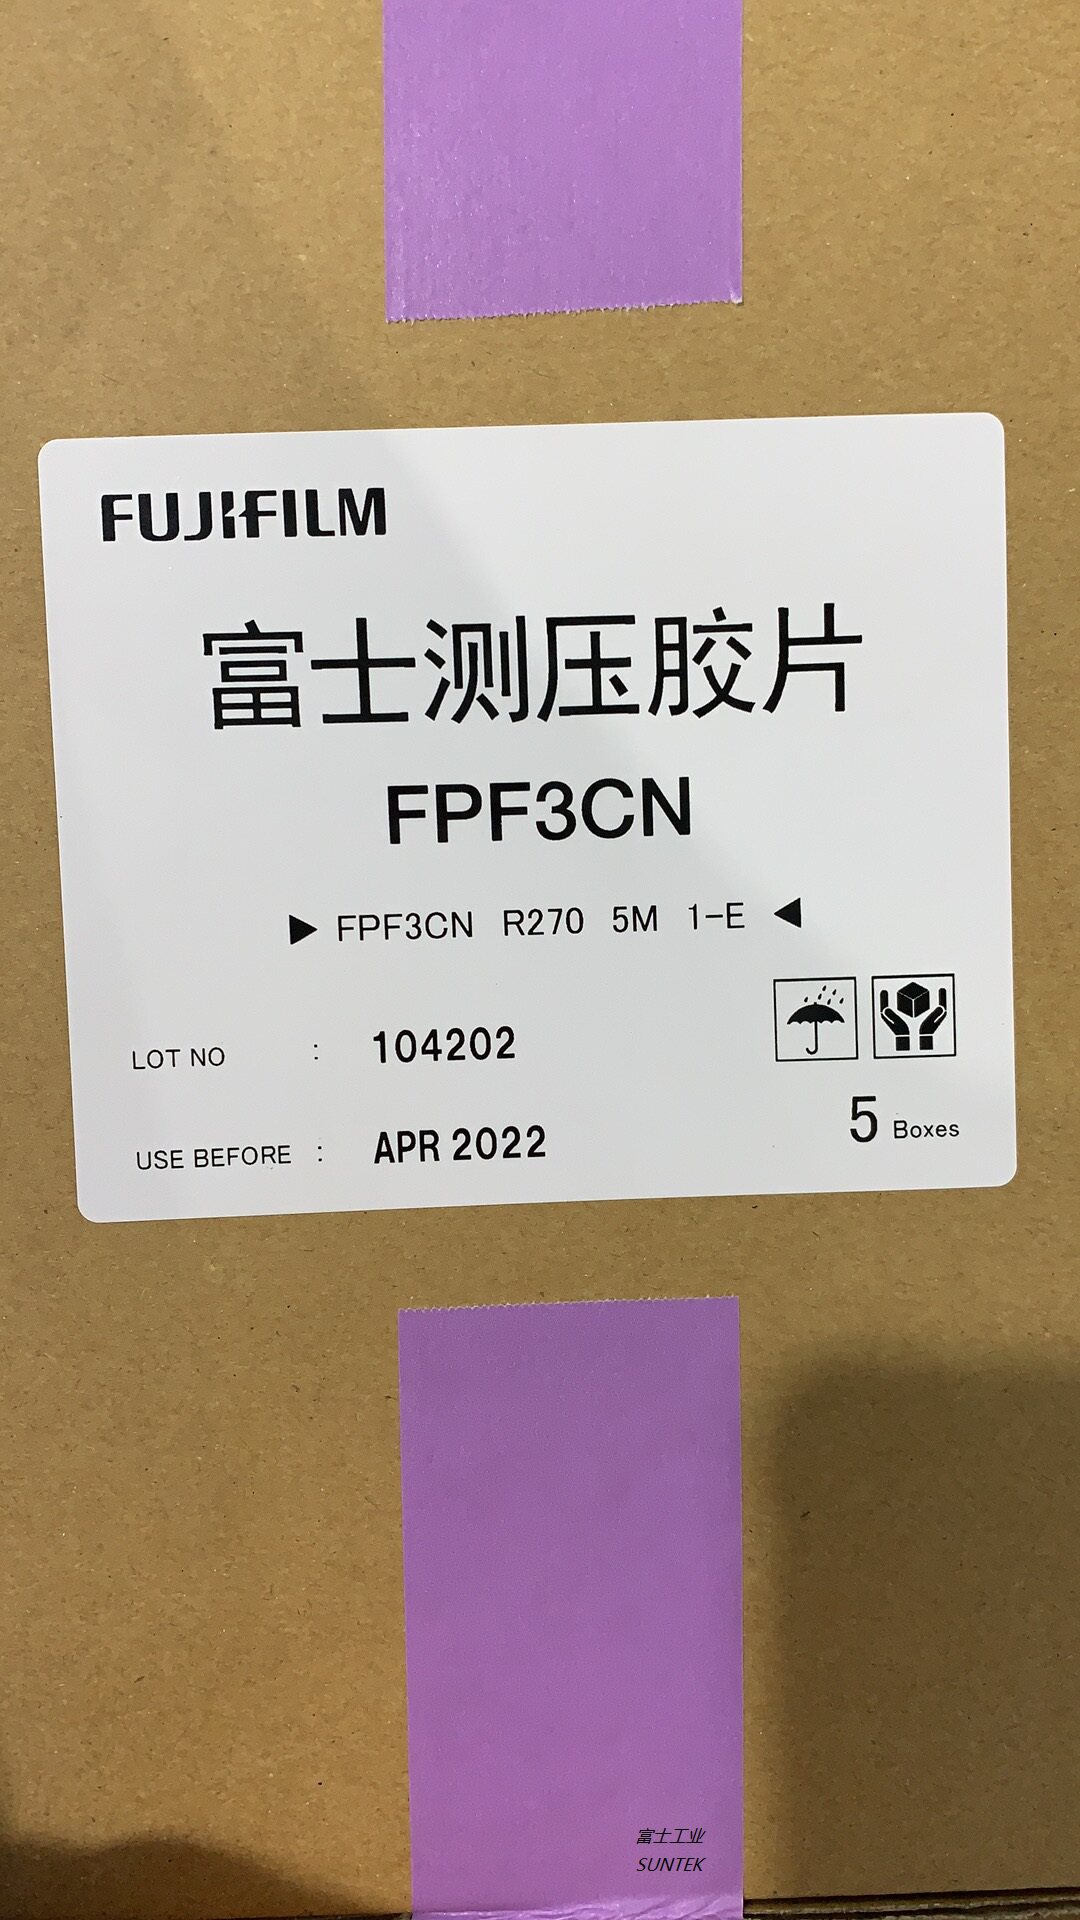 FUJIFILM
富士测压胶片
FPF3CN
▶ FPF3CN R270 5M 1-E ◀
LOT NO : 104202
5 Boxes
USE BEFORE : APR 2022
富士工业
SUNTEK